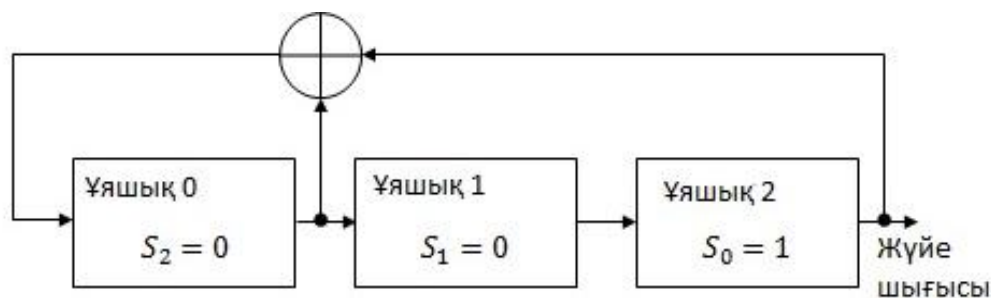 Ұяшық 0
Ұяшық 1
Ұяшық 2
S₂ = 0
S₁ = 0
S₀ = 1
Жүйе
шығысы